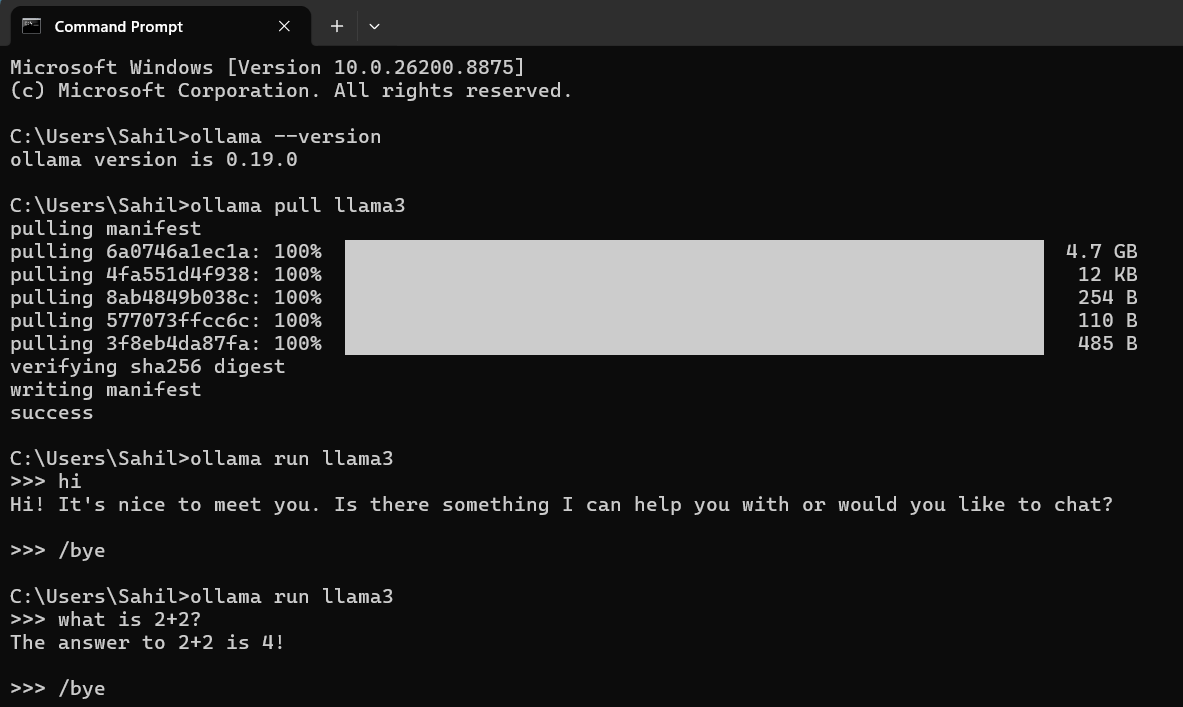 Command Prompt
Microsoft Windows [Version 10.0.26200.8875]
(c) Microsoft Corporation. All rights reserved.
C:\Users\Sahil>ollama --version
ollama version is 0.19.0
C:\Users\Sahil>ollama pull llama3
pulling manifest
pulling 6a0746a1ec1a: 100% 4.7 GB
pulling 4fa551d4f938: 100% 12 KB
pulling 8ab4849b038c: 100% 254 B
pulling 577073ffcc6c: 100% 110 B
pulling 3f8eb4da87fa: 100% 485 B
verifying sha256 digest
writing manifest
success
C:\Users\Sahil>ollama run llama3
>>> hi
Hi! It's nice to meet you. Is there something I can help you with or would you like to chat?
>>> /bye
C:\Users\Sahil>ollama run llama3
>>> what is 2+2?
The answer to 2+2 is 4!
>>> /bye